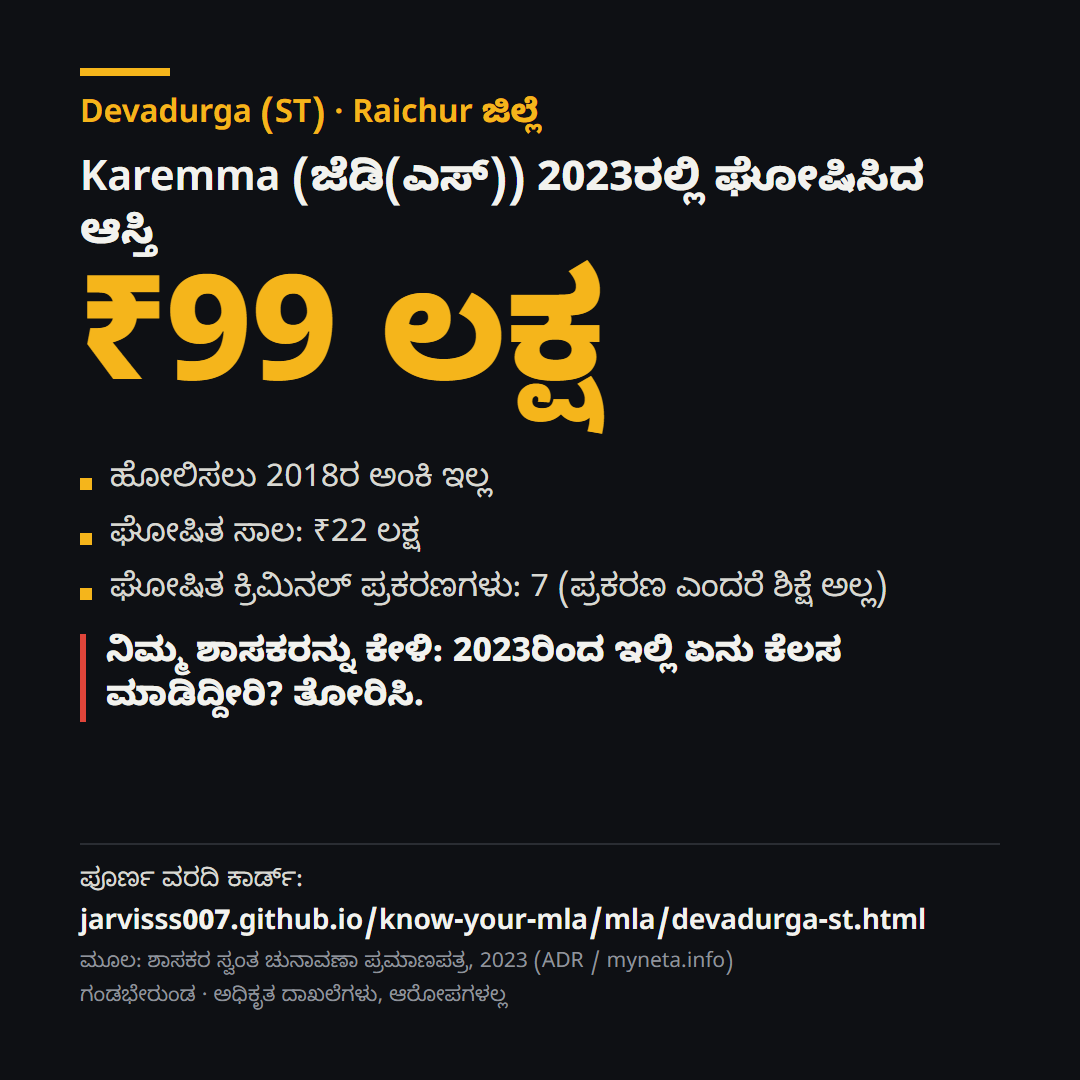 Devadurga (ST) · Raichur ಜಿಲ್ಲೆ
Karemma (ಜೆಡಿ(ಎಸ್)) 2023ರಲ್ಲಿ ಘೋಷಿಸಿದ
ಆಸ್ತಿ
₹99 ಲಕ್ಷ
ಹೋಲಿಸಲು 2018ರ ಅಂಕಿ ಇಲ್ಲ
ಘೋಷಿತ ಸಾಲ: ₹22 ಲಕ್ಷ
ಘೋಷಿತ ಕ್ರಿಮಿನಲ್ ಪ್ರಕರಣಗಳು: 7 (ಪ್ರಕರಣ ಎಂದರೆ ಶಿಕ್ಷೆ ಅಲ್ಲ)
ನಿಮ್ಮ ಶಾಸಕರನ್ನು ಕೇಳಿ: 2023ರಿಂದ ಇಲ್ಲಿ ಏನು ಕೆಲಸ
ಮಾಡಿದ್ದೀರಿ? ತೋರಿಸಿ.
ಪೂರ್ಣ ವರದಿ ಕಾರ್ಡ್:
jarvisss007.github.io/know-your-mla/mla/devadurga-st.html
ಮೂಲ: ಶಾಸಕರ ಸ್ವಂತ ಚುನಾವಣಾ ಪ್ರಮಾಣಪತ್ರ, 2023 (ADR / myneta.info)
ಗಂಡಭೇರುಂಡ · ಅಧಿಕೃತ ದಾಖಲೆಗಳು, ಆರೋಪಗಳಲ್ಲ